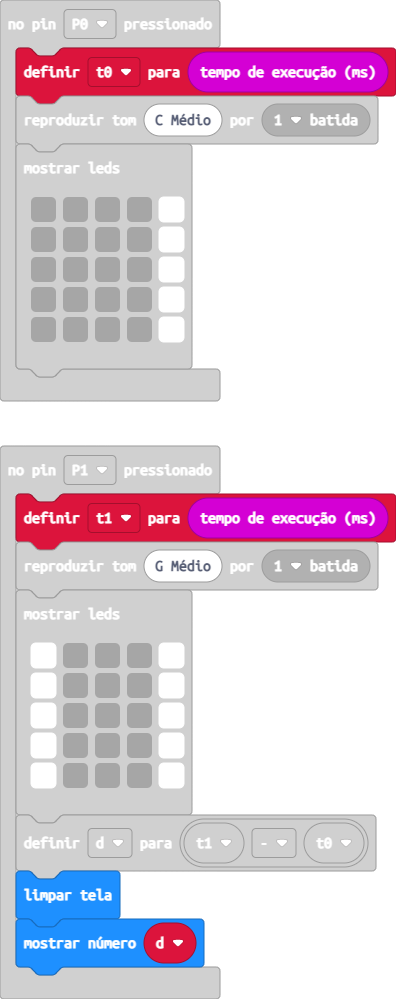 no pin P0 pressionado
definir t0 para tempo de execução (ms)
reproduzir tom C Médio por 1 batida
mostrar leds
no pin P1 pressionado
definir t1 para tempo de execução (ms)
reproduzir tom G Médio por 1 batida
mostrar leds
definir d para t1 - t0
limpar tela
mostrar número d